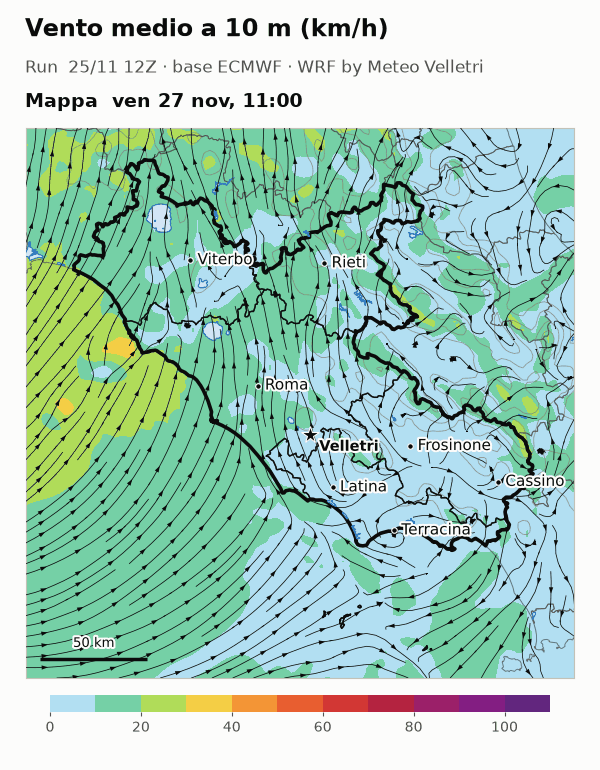 Vento medio a 10 m (km/h)
Run 25/11 12Z · base ECMWF · WRF by Meteo Velletri
Mappa ven 27 nov, 11:00
Viterbo
Rieti
Roma
Velletri
Frosinone
Latina
Cassino
Terracina
50 km
0 20 40 60 80 100